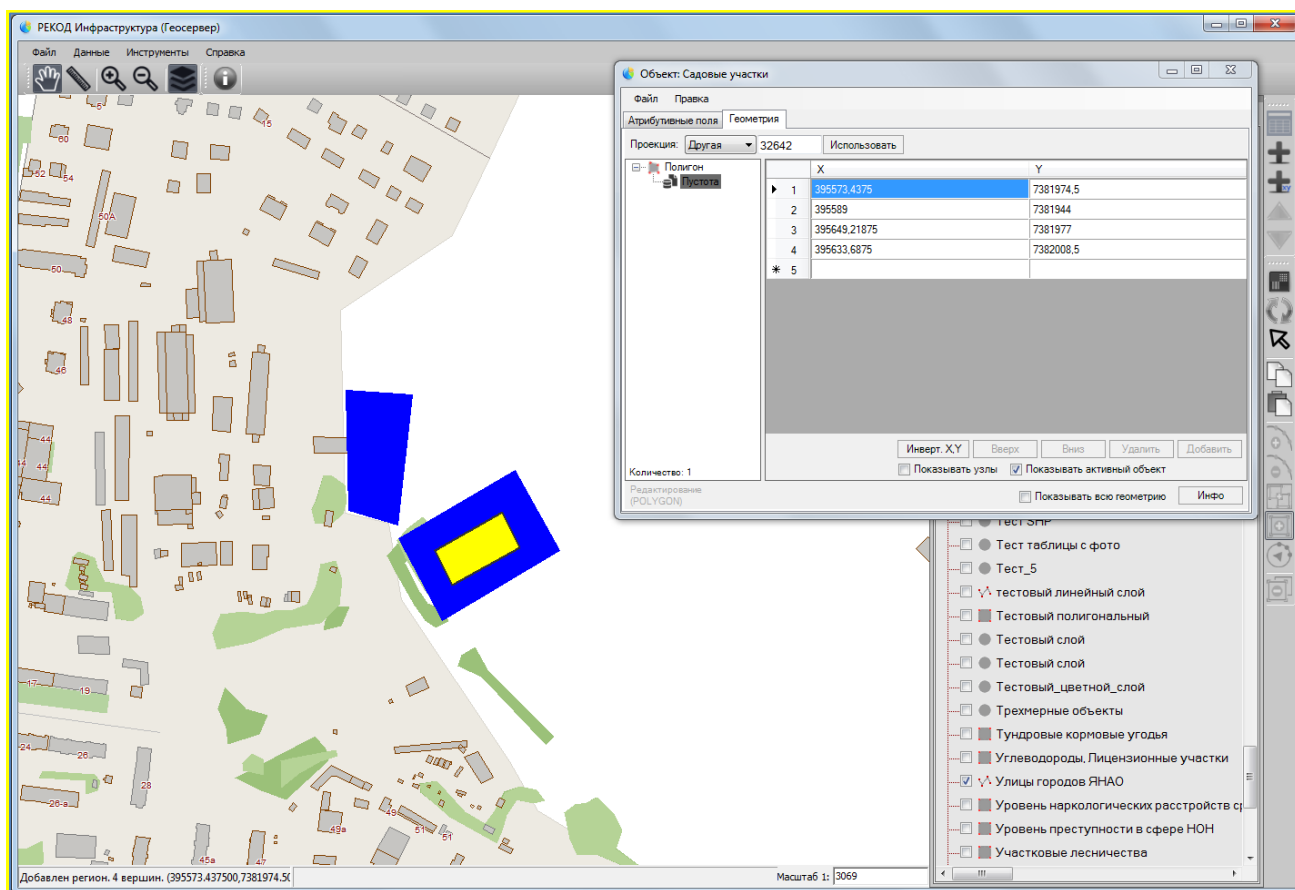 РЕКОД Инфраструктура (Геосервер)
Файл Данные Инструменты Справка
Объект: Садовые участки
Файл Правка
Атрибутивные поля Геометрия
Проекция: Другая 32642 Использовать
Полигон
Пустота
X Y
1 395573,4375 7381974,5
2 395589 7381944
3 395649,21875 7381977
4 395633,6875 7382008,5
5
Инверт. X,Y Вверх Вниз Удалить Добавить
Показывать узлы Показывать активный объект
Количество: 1
Редактирование
(POLYGON)
Показывать всю геометрию Инфо
15
60
52 54
50А
50
48
46
44
44
44
44
17 19
24
26
28
26-а
49
49а
51
51
45а
47
Тест SHP
Тест таблицы с фото
Тест_5
тестовый линейный слой
Тестовый полигональный
Тестовый слой
Тестовый слой
Тестовый_цветной_слой
Трехмерные объекты
Тундровые кормовые угодья
Углеводороды, Лицензионные участки
Улицы городов ЯНАО
Уровень наркологических расстройств
Уровень преступности в сфере НОН
Участковые лесничества
Добавлен регион. 4 вершин. (395573.437500,7381974.50
Масштаб 1: 3069